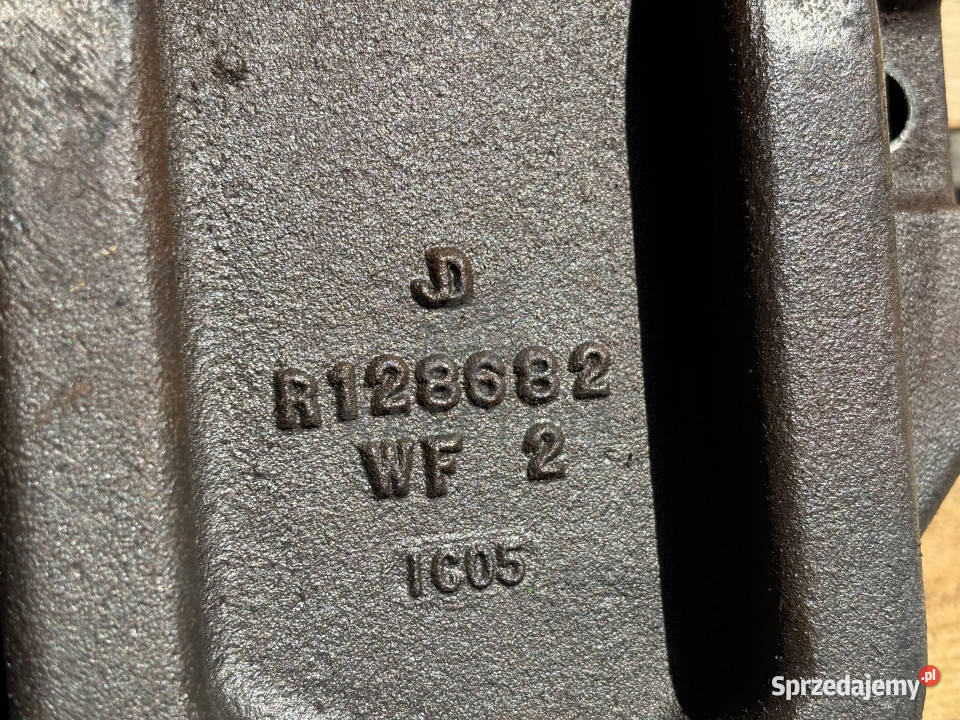 JD
R128682
WF 2
1C05
Sprzedajemy.pl